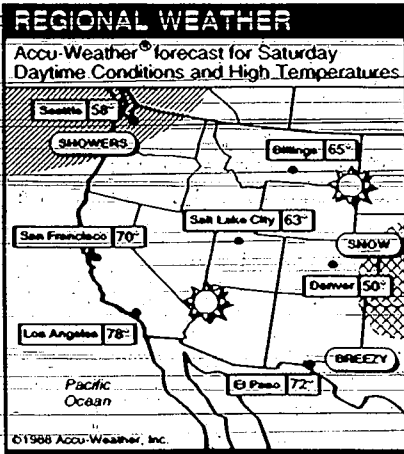 REGIONAL WEATHER
Accu-Weather® forecast for Saturday
Daytime Conditions and High Temperatures
Seattle 58°
SHOWERS
Billings 65°
Salt Lake City 63°
San Francisco 70°
SNOW
Denver 50°
Los Angeles 78°
BREEZY
El Paso 72°
Pacific
Ocean
©1988 Accu-Weather, Inc.